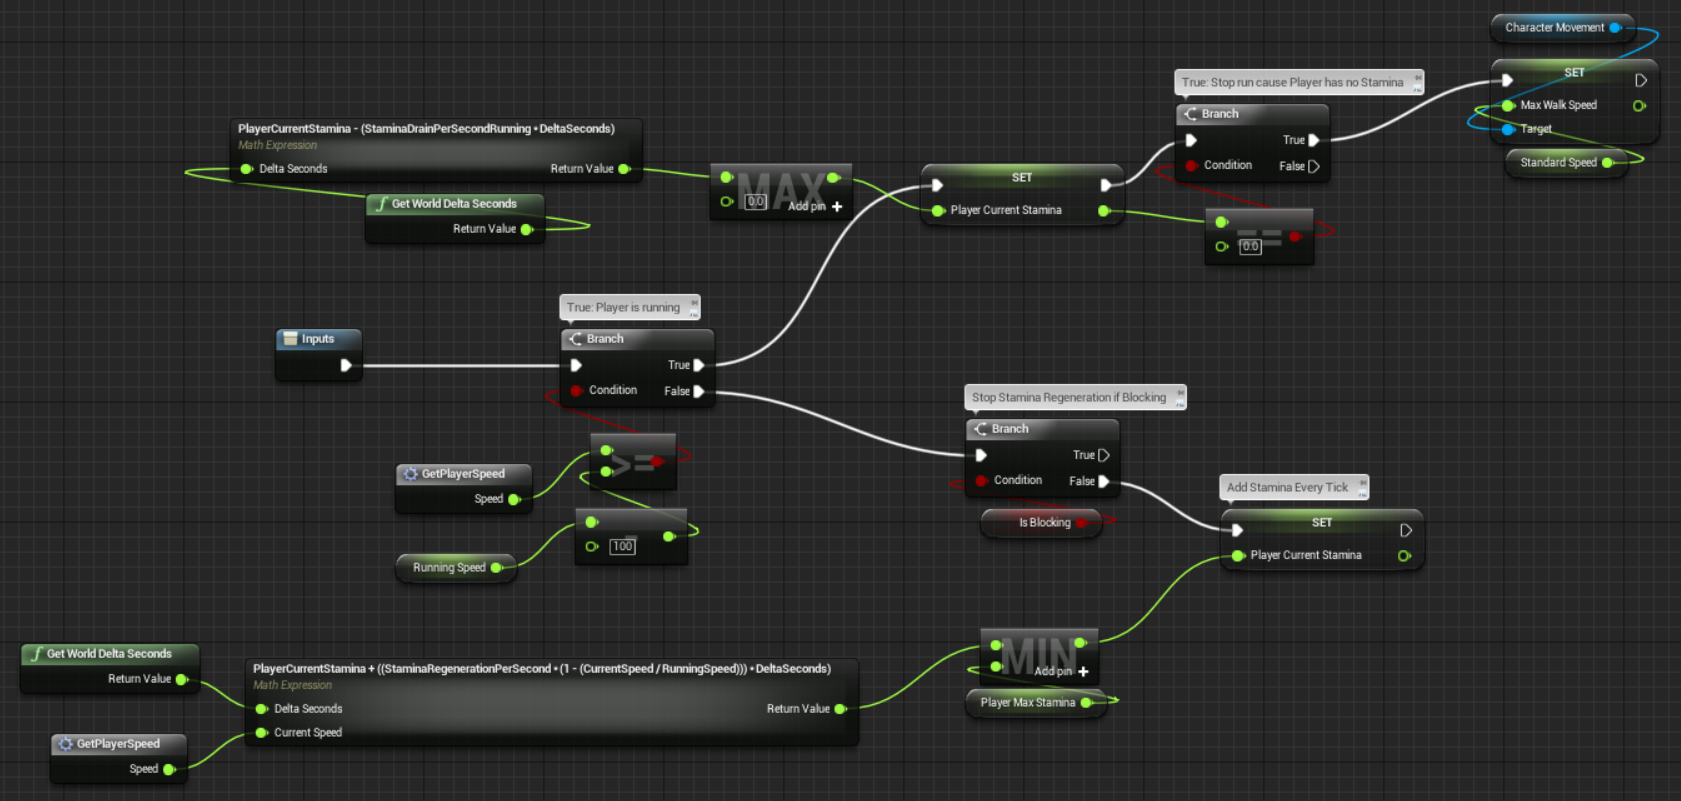 Character Movement
SET
Max Walk Speed
Target
Standard Speed
True: Stop run cause Player has no Stamina
Branch
True
Condition
False
PlayerCurrentStamina - (StaminaDrainPerSecondRunning • DeltaSeconds)
Math Expression
Delta Seconds
Return Value
Get World Delta Seconds
Return Value
MAX
0.0
Add pin +
SET
Player Current Stamina
==
0.0
True: Player is running
Inputs
Branch
True
Condition
False
>=
GetPlayerSpeed
Speed
100
Running Speed
Stop Stamina Regeneration if Blocking
Branch
True
Condition
False
Is Blocking
Add Stamina Every Tick
SET
Player Current Stamina
Get World Delta Seconds
Return Value
PlayerCurrentStamina + ((StaminaRegenerationPerSecond • (1 - (CurrentSpeed / RunningSpeed))) • DeltaSeconds)
Math Expression
Delta Seconds
Return Value
Current Speed
GetPlayerSpeed
Speed
MIN
Add pin +
Player Max Stamina